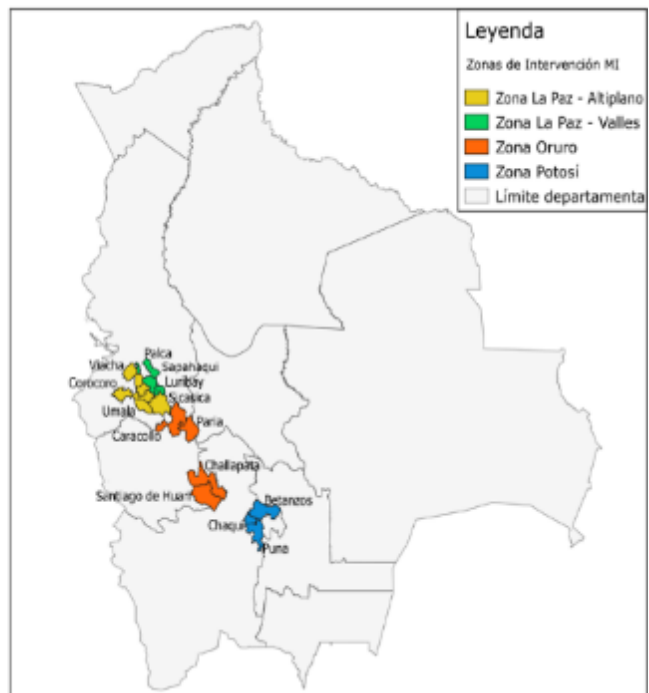 Leyenda
Zonas de Intervención MI
Zona La Paz - Altiplano
Zona La Paz - Valles
Zona Oruro
Zona Potosí
Límite departamenta
Palca
Viacha
Sapahaqui
Corocoro
Luribay
Sicasica
Umala
Paria
Caracollo
Challapata
Santiago de Huari
Betanzos
Chaqui
Puna